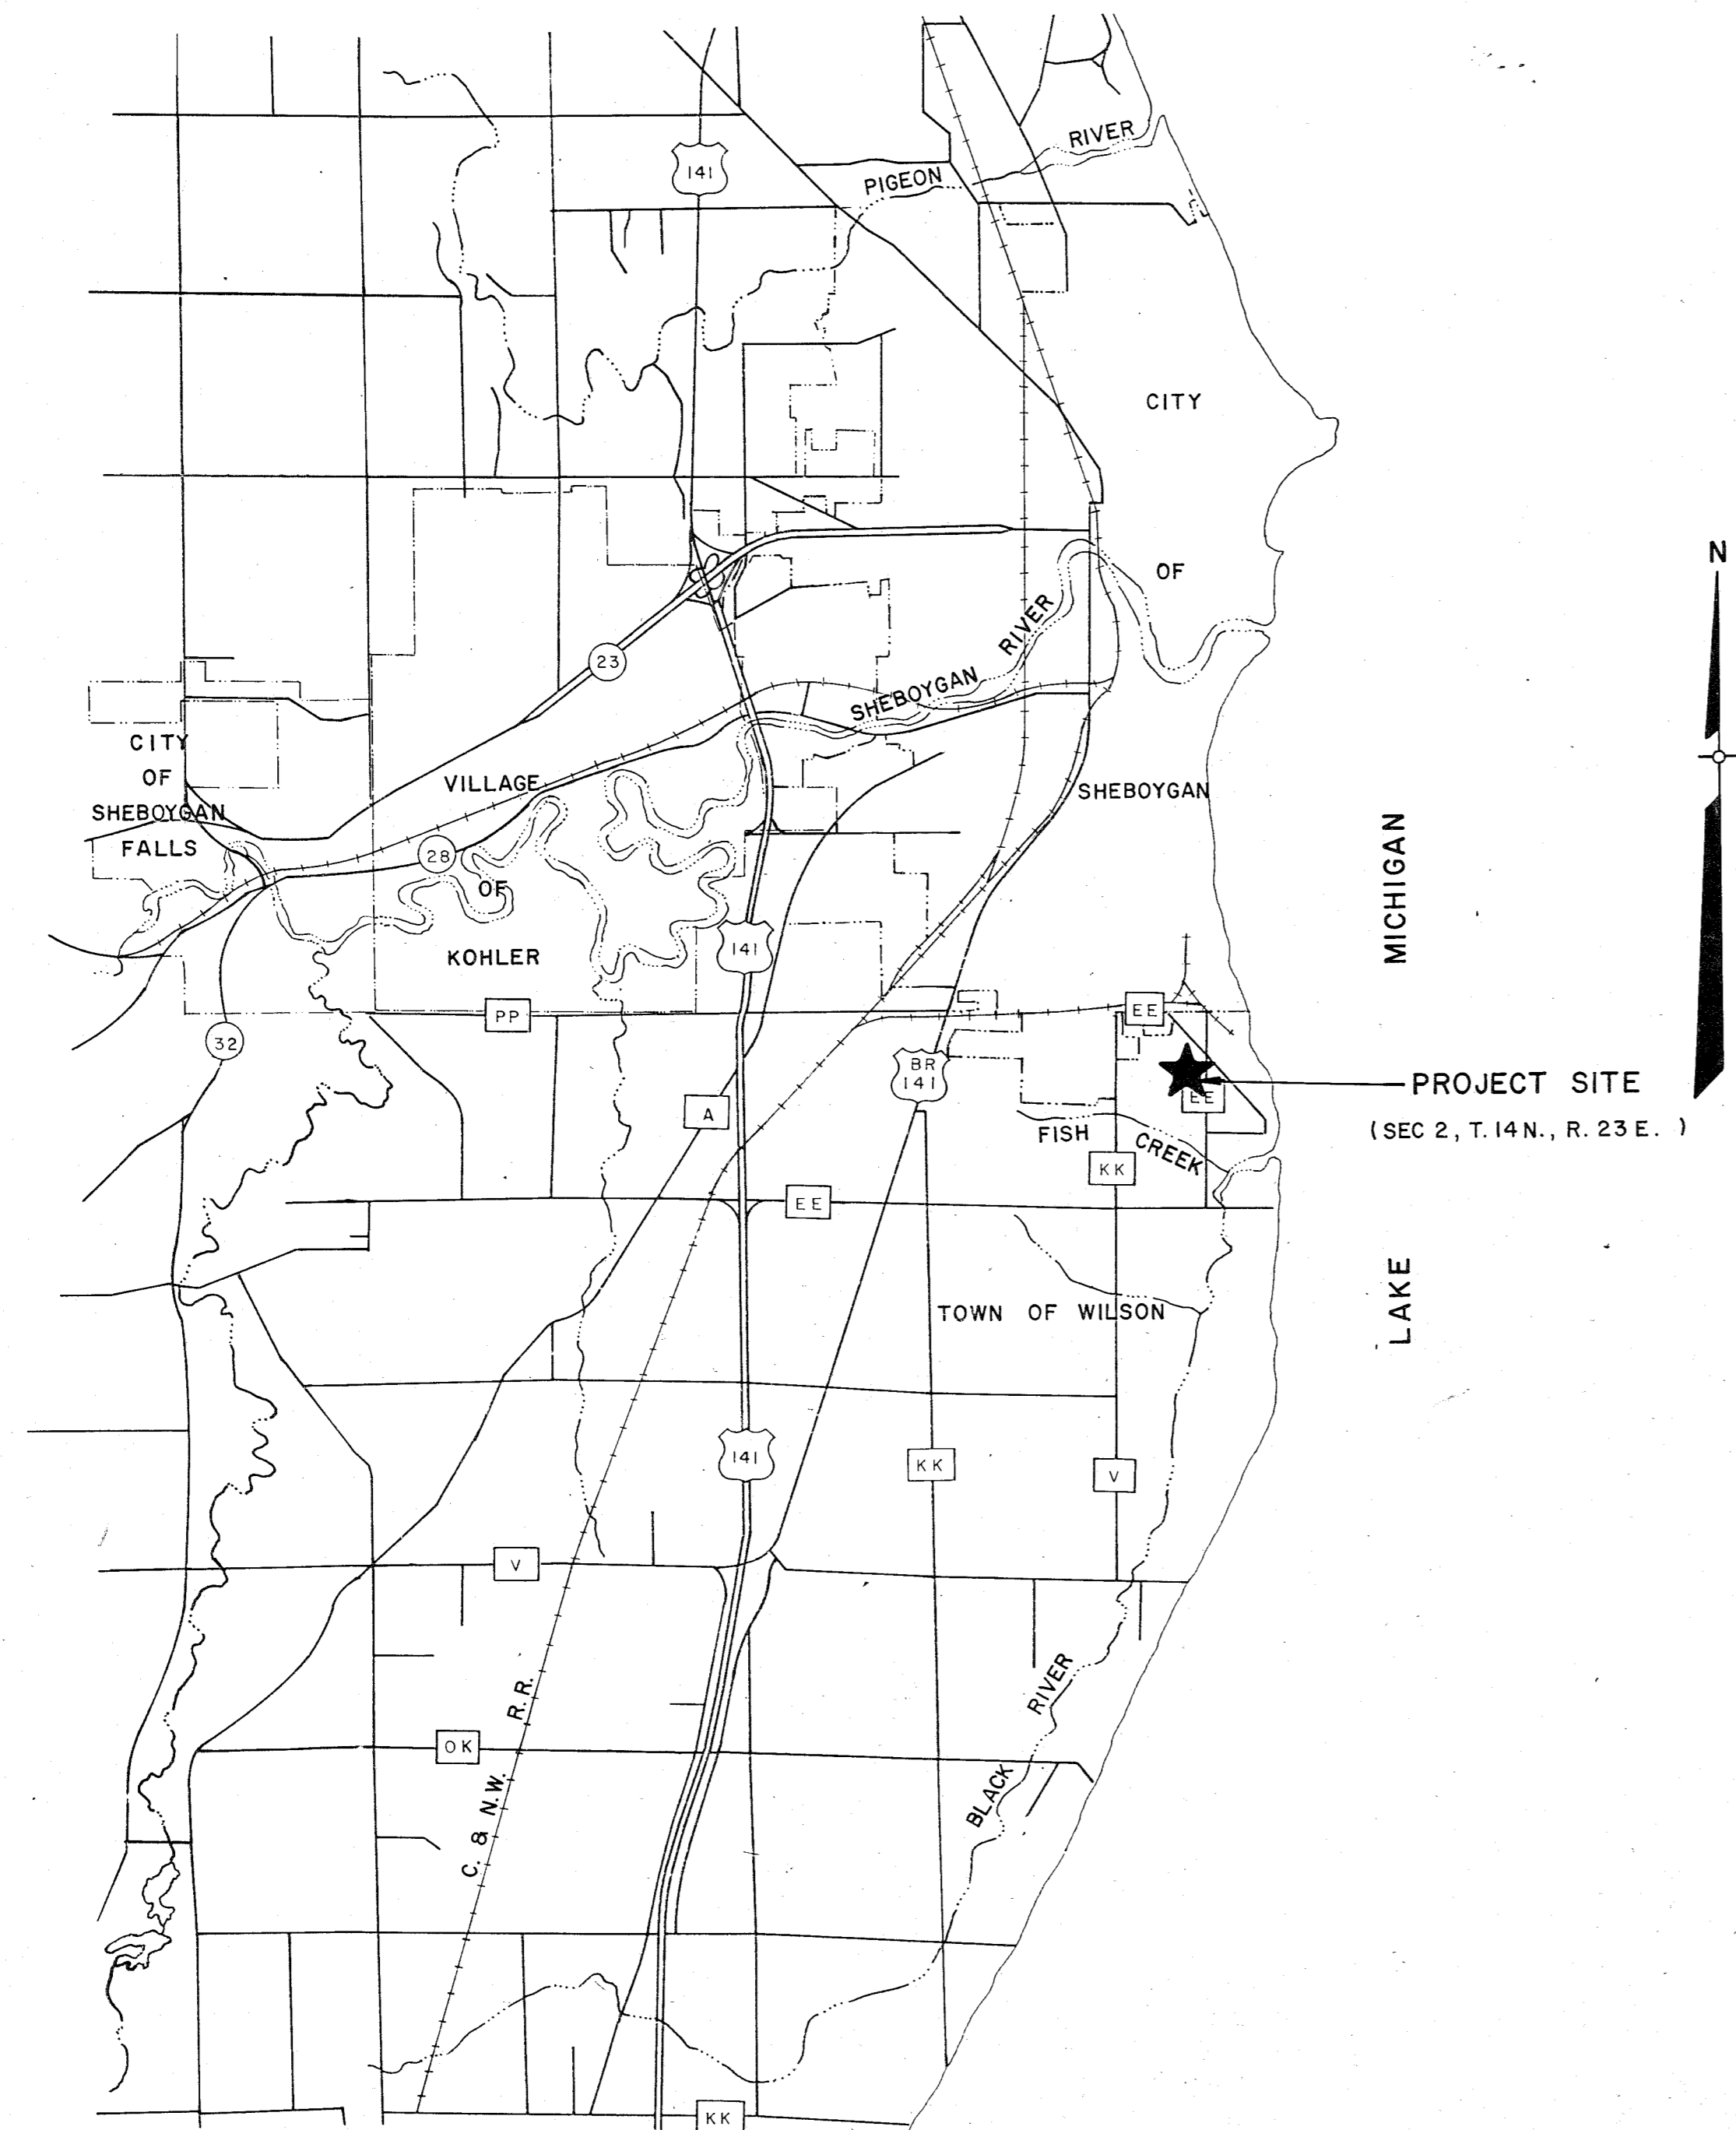 RIVER
141
PIGEON
CITY
N
OF
RIVER
23
SHEBOYGAN
CITY
OF
SHEBOYGAN
FALLS
VILLAGE
SHEBOYGAN
28
OF
MICHIGAN
KOHLER
141
PP
EE
32
BR
141
PROJECT SITE
EE
A
(SEC 2, T. 14 N., R. 23 E. )
FISH CREEK
KK
EE
LAKE
TOWN OF WILSON
141
KK
V
V
RIVER
R.R.
OK
BLACK
C. & N.W.
KK